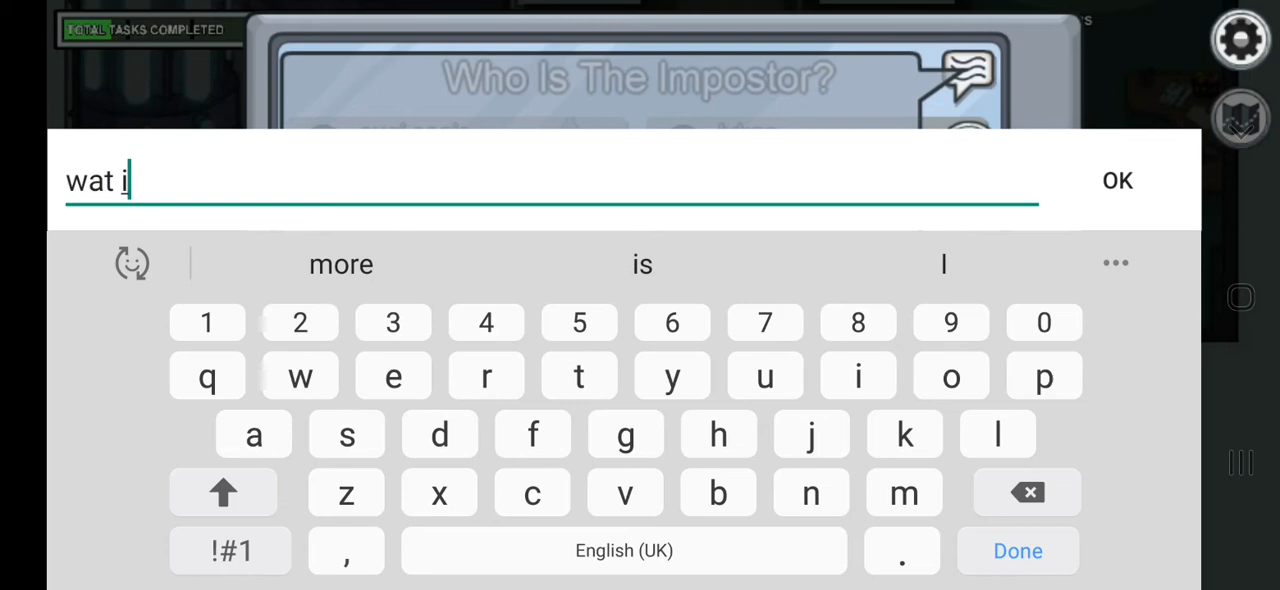 TOTAL TASKS COMPLETED
Who Is The Impostor?
wat i
OK
more is I
1 2 3 4 5 6 7 8 9 0
q w e r t y u i o p
a s d f g h j k l
z x c v b n m
!#1 , English (UK) . Done